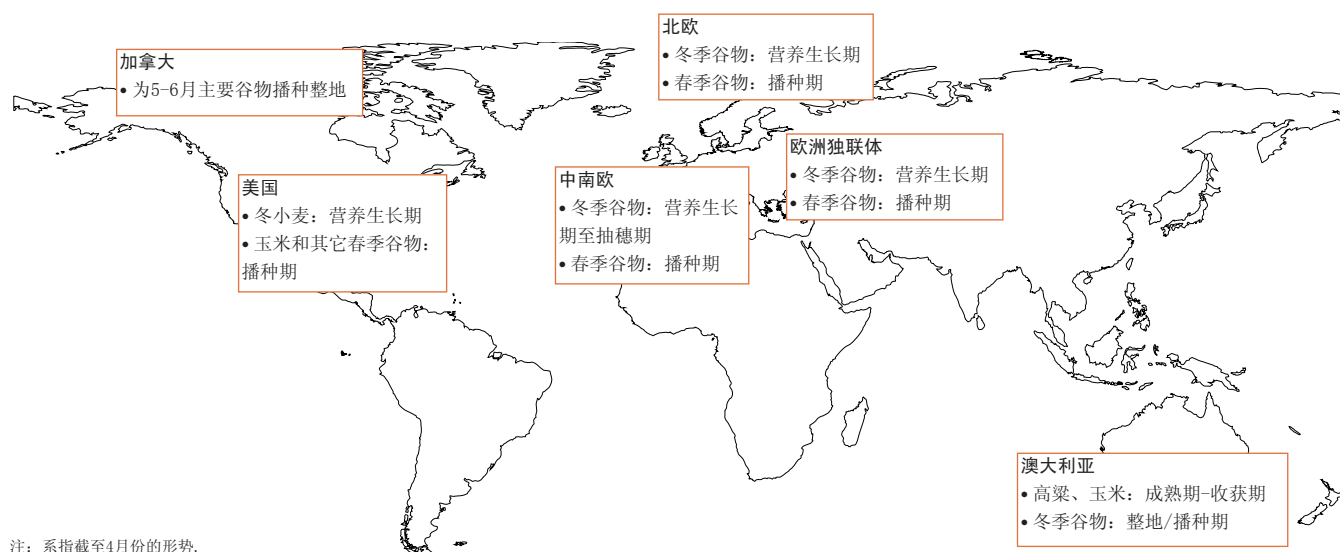 北欧
• 冬季谷物：营养生长期
• 春季谷物：播种期
加拿大
• 为5-6月主要谷物播种整地
欧洲独联体
• 冬季谷物：营养生长期
• 春季谷物：播种期
中南欧
• 冬季谷物：营养生长
期至抽穗期
• 春季谷物：播种期
美国
• 冬小麦：营养生长期
• 玉米和其它春季谷物：
播种期
澳大利亚
• 高粱、玉米：成熟期-收获期
• 冬季谷物：整地/播种期
注：系指截至4月份的形势.